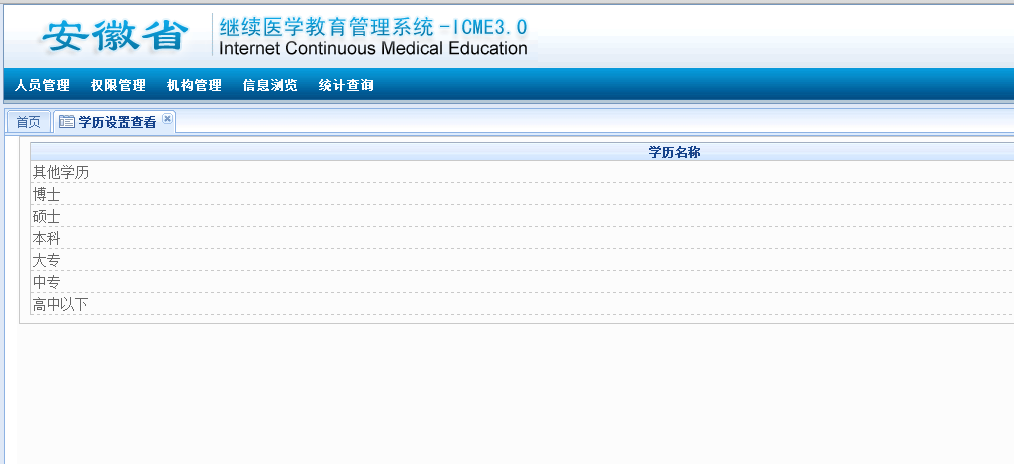 安徽省
继续医学教育管理系统-ICME3.0
Internet Continuous Medical Education
人员管理 权限管理 机构管理 信息浏览 统计查询
首页 学历设置查看
学历名称
其他学历
博士
硕士
本科
大专
中专
高中以下